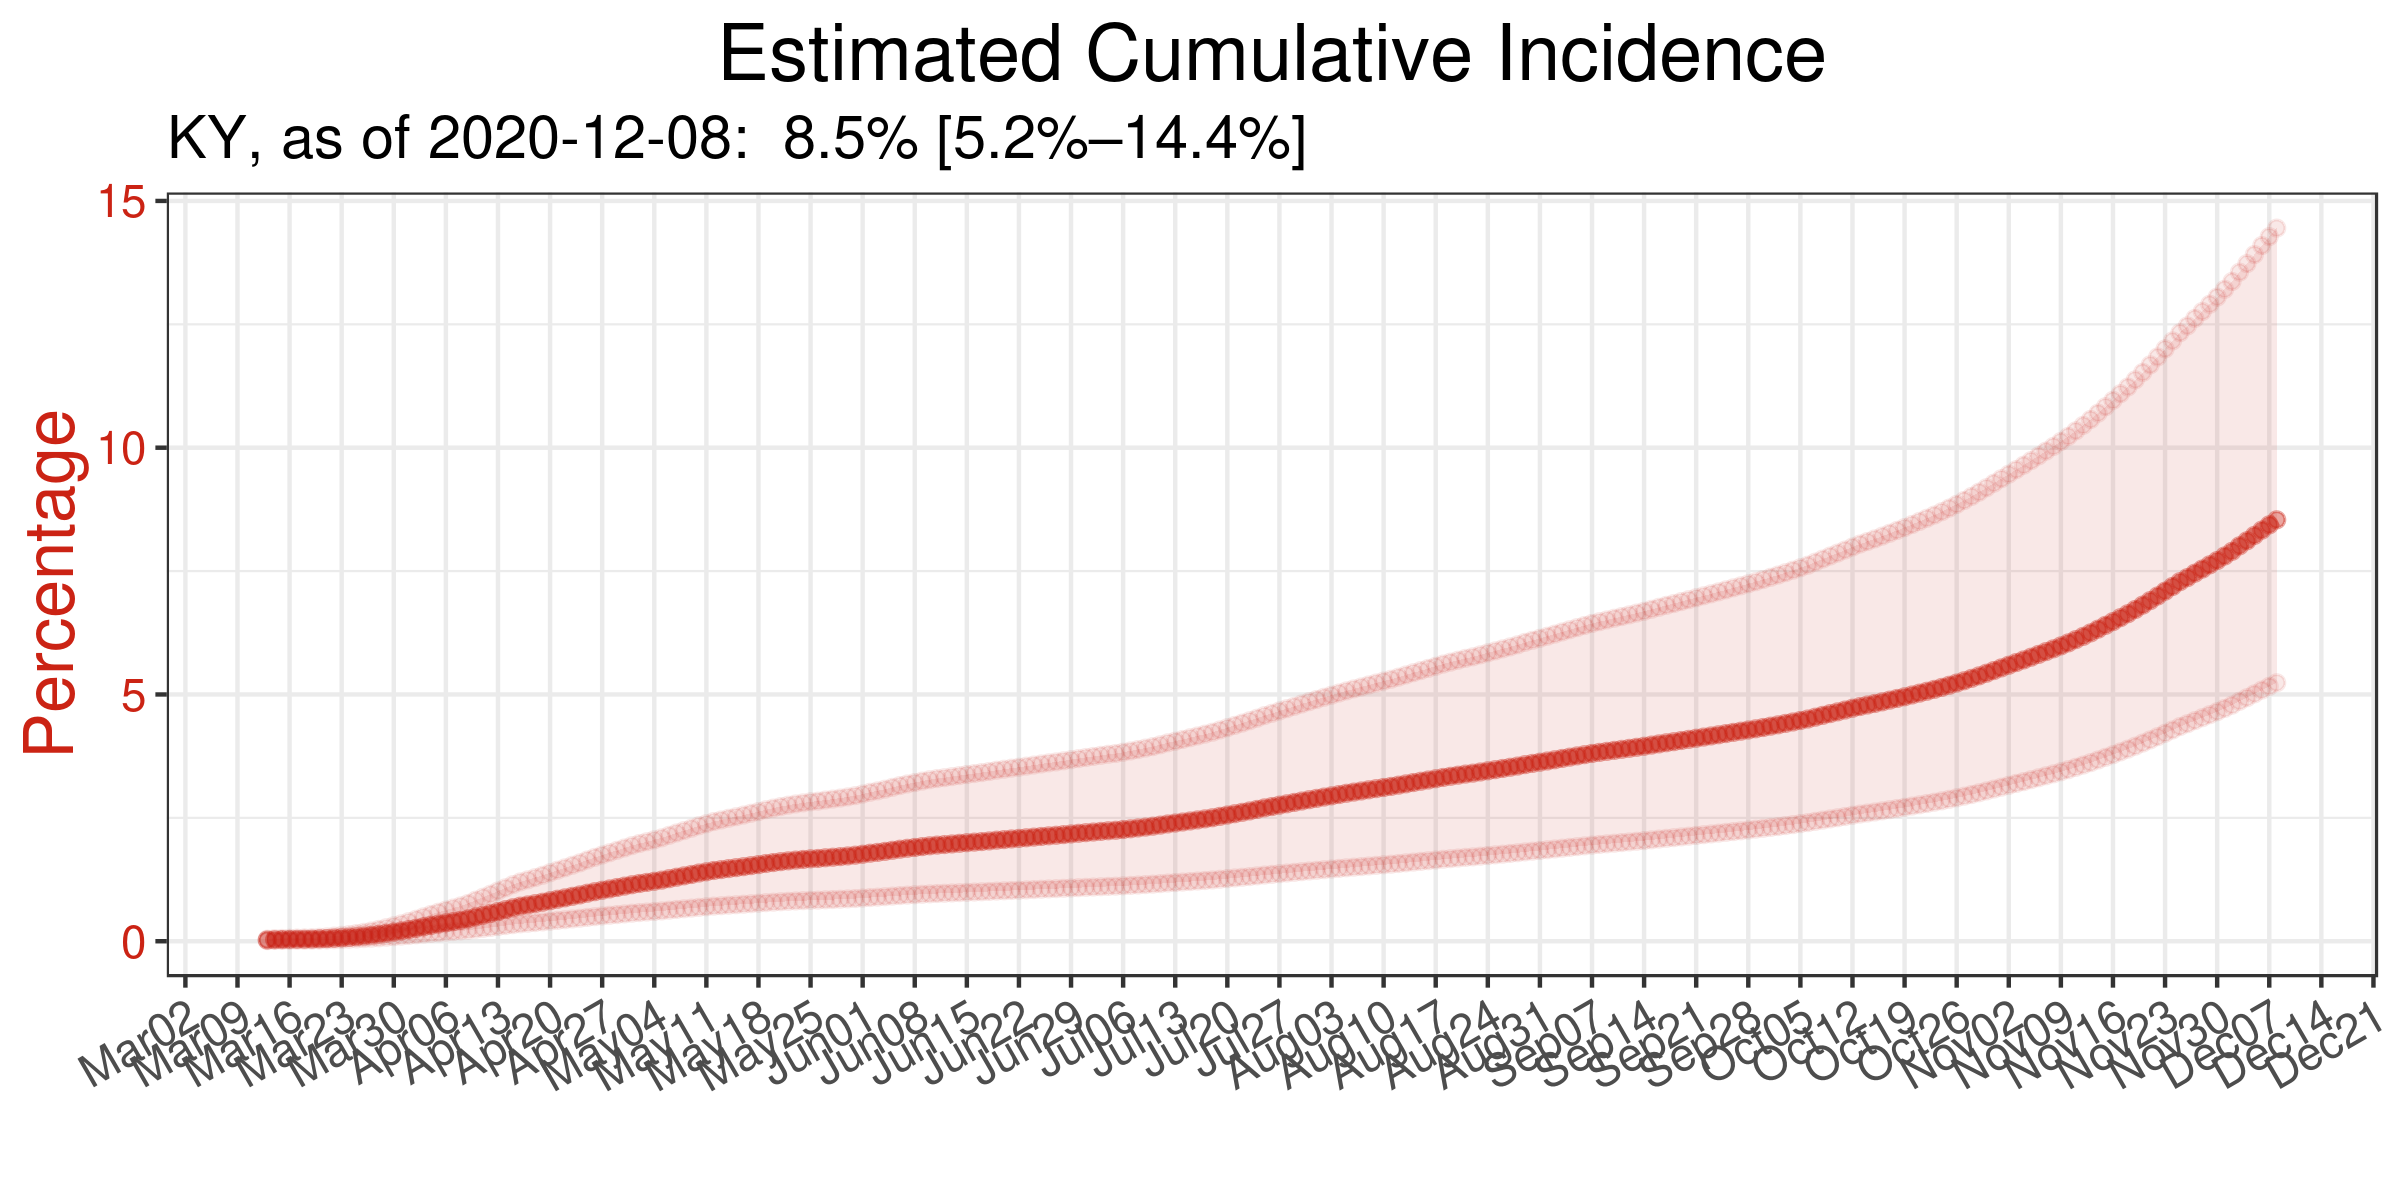 Estimated Cumulative Incidence
KY, as of 2020-12-08:  8.5% [5.2%–14.4%]
Percentage
15
10
5
0
Mar02
Mar09
Mar16
Mar23
Mar30
Apr06
Apr13
Apr20
Apr27
May04
May11
May18
May25
Jun01
Jun08
Jun15
Jun22
Jun29
Jul06
Jul13
Jul20
Jul27
Aug03
Aug10
Aug17
Aug24
Aug31
Sep07
Sep14
Sep21
Sep28
Oct05
Oct12
Oct19
Oct26
Nov02
Nov09
Nov16
Nov23
Nov30
Dec07
Dec14
Dec21